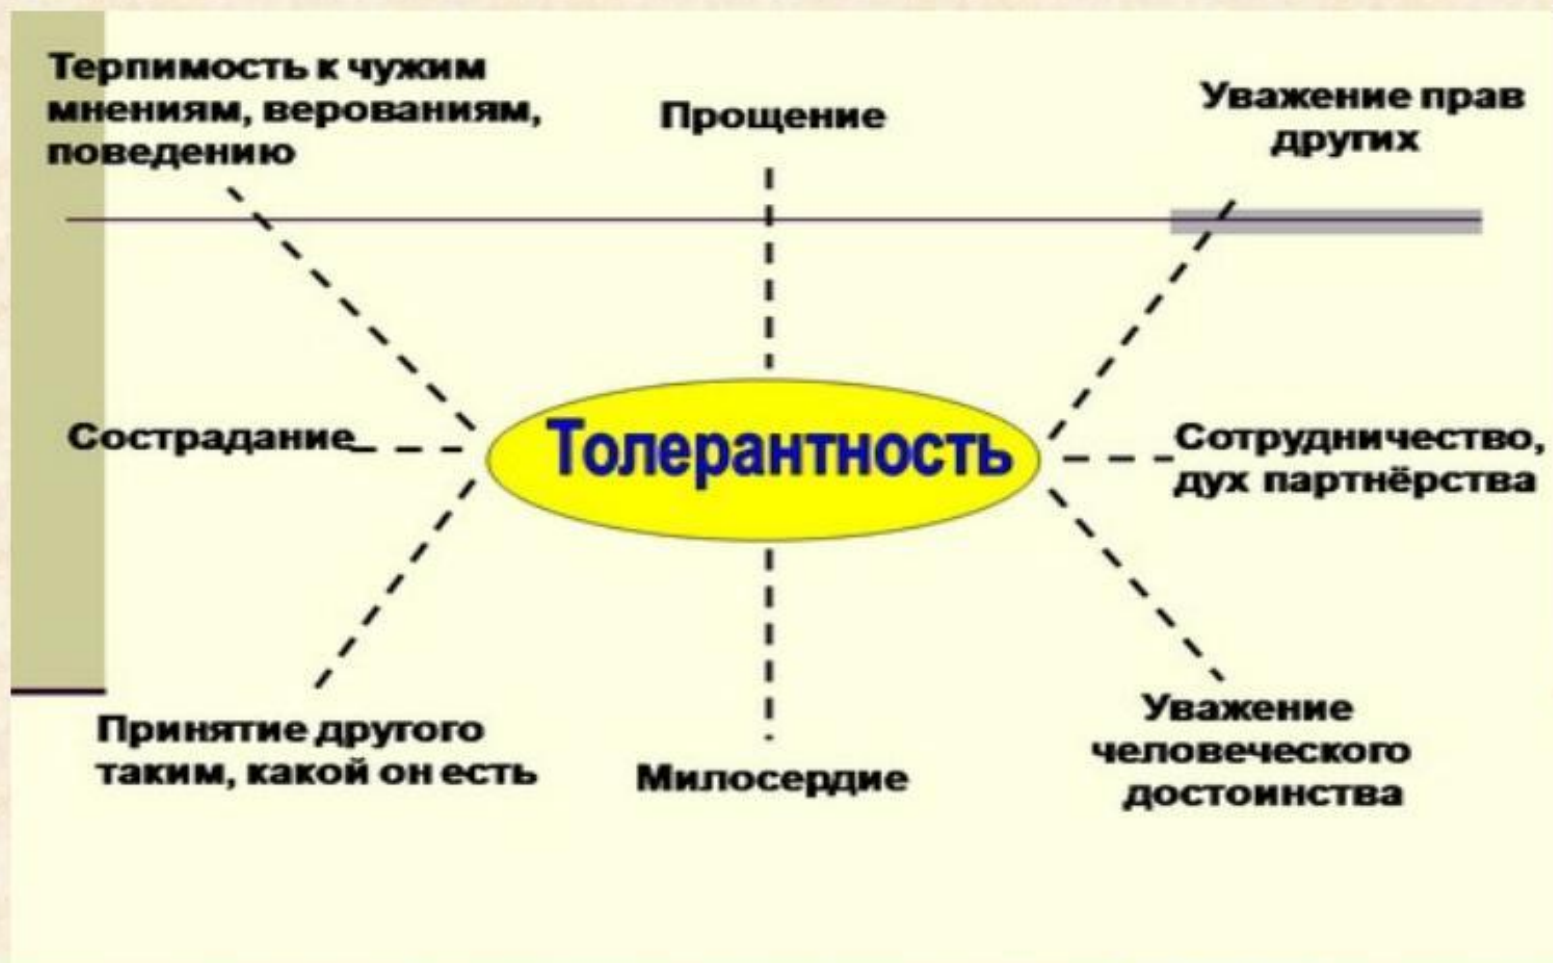 Терпимость к чужим
мнениям, верованиям,
поведению
Прощение
Уважение прав
других
Сострадание
Толерантность
Сотрудничество,
дух партнёрства
Принятие другого
таким, какой он есть
Милосердие
Уважение
человеческого
достоинства